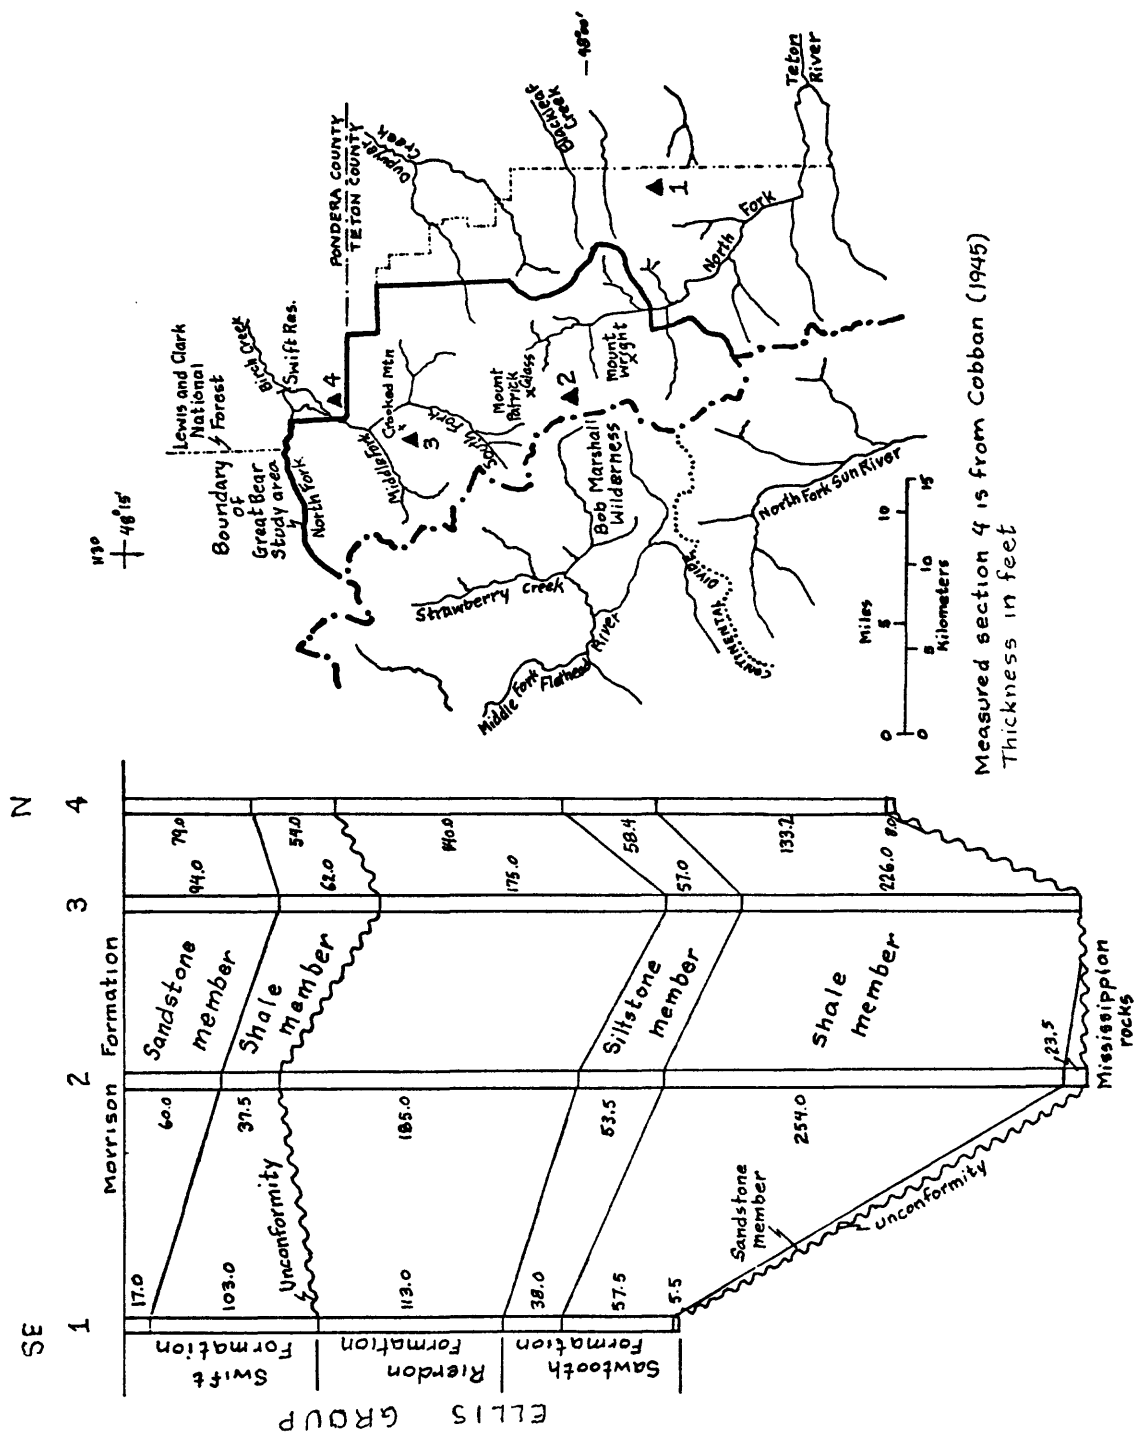 SE
N
1
2
3
4
Morrison Formation
17.0
103.0
113.0
38.0
57.5
5.5
60.0
37.5
185.0
53.5
254.0
23.5
94.0
62.0
175.0
57.0
226.0
79.0
54.0
140.0
58.4
133.2
8.0
Sandstone
member
Shale
member
Unconformity
Siltstone
member
Shale
member
Sandstone
member
unconformity
Mississippian
rocks
Swift
Formation
Rierdon
Formation
Sawtooth
Formation
ELLIS GROUP
48°15'
Lewis and Clark
National
Forest
Boundary
of
Great Bear
Study area
North Fork
Birch Creek
Swift Res.
4
PONDERA COUNTY
TETON COUNTY
Dupuyer
Creek
Middle Fork
Crooked Mtn
x
3
South Fork
Mount
Patrick
xGlass
2
Blackleaf
Creek
48°00'
1
Mount
Wright
x
North Fork
Teton
River
Strawberry Creek
Bob Marshall
Wilderness
Middle Fork
Flathead River
CONTINENTAL DIVIDE
North Fork Sun River
Miles
0 5 10 15
0 5 10
Kilometers
Measured section 4 is from Cobban (1945)
Thickness in feet